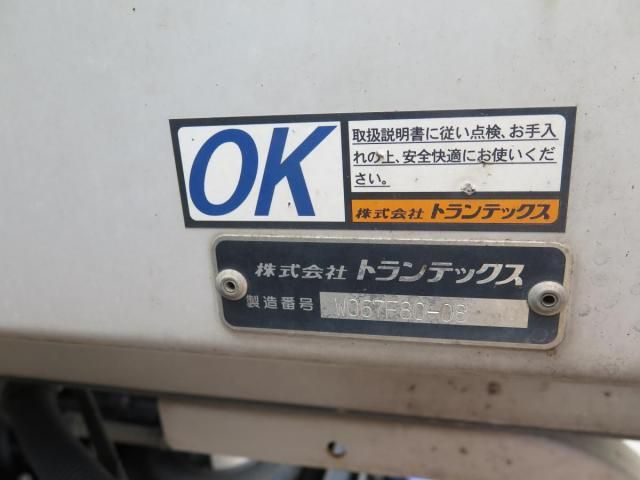 OK
取扱説明書に従い点検、お手入
れの上、安全快適にお使いくだ
さい。
株式会社 トランテックス
株式会社 トランテックス
製造番号 W067F80-08